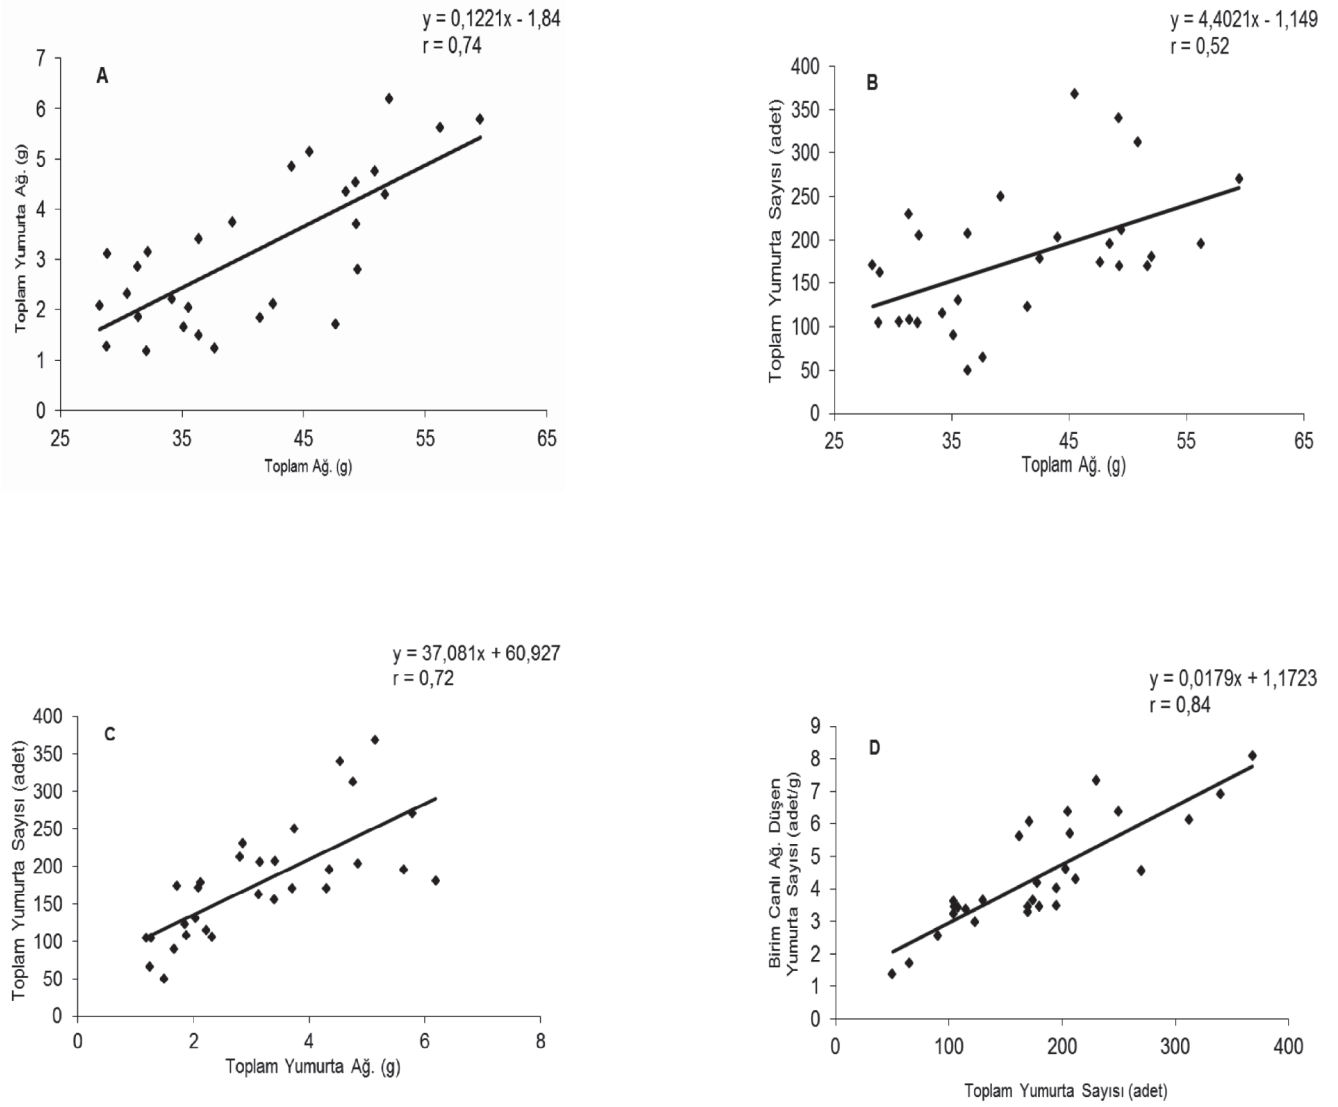 y = 0,1221x - 1,84
r = 0,74
A
7
6
5
4
3
2
1
0
Toplam Yumurta Ağ. (g)
25 35 45 55 65
Toplam Ağ. (g)
y = 4,4021x - 1,149
r = 0,52
B
400
350
300
250
200
150
100
50
0
Toplam Yumurta Sayısı (adet)
25 35 45 55 65
Toplam Ağ. (g)
y = 37,081x + 60,927
r = 0,72
C
400
350
300
250
200
150
100
50
0
Toplam Yumurta Sayısı (adet)
0 2 4 6 8
Toplam Yumurta Ağ. (g)
y = 0,0179x + 1,1723
r = 0,84
D
9
8
7
6
5
4
3
2
1
0
Birim Canlı Ağ. Düşen
Yumurta Sayısı (adet/g)
0 100 200 300 400
Toplam Yumurta Sayısı (adet)